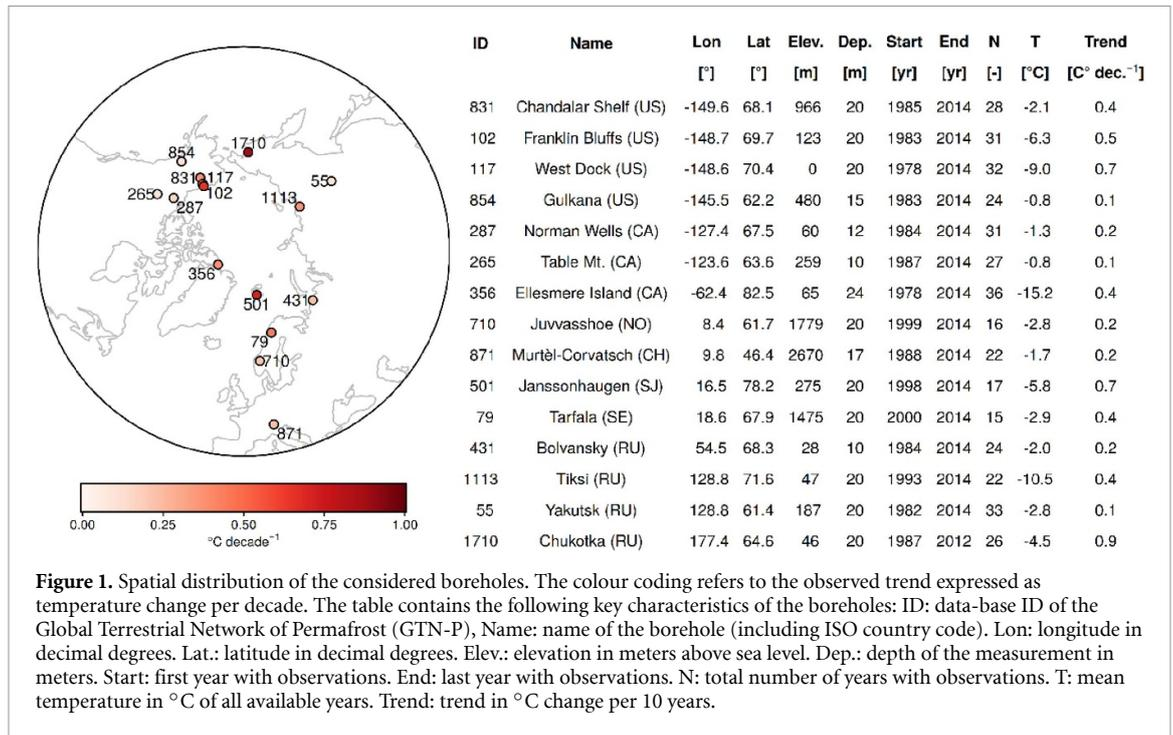 ID Name Lon Lat Elev. Dep. Start End N T Trend
[°] [°] [m] [m] [yr] [yr] [-] [°C] [C° dec.⁻¹]
831 Chandalar Shelf (US) -149.6 68.1 966 20 1985 2014 28 -2.1 0.4
102 Franklin Bluffs (US) -148.7 69.7 123 20 1983 2014 31 -6.3 0.5
117 West Dock (US) -148.6 70.4 0 20 1978 2014 32 -9.0 0.7
854 Gulkana (US) -145.5 62.2 480 15 1983 2014 24 -0.8 0.1
287 Norman Wells (CA) -127.4 67.5 60 12 1984 2014 31 -1.3 0.2
265 Table Mt. (CA) -123.6 63.6 259 10 1987 2014 27 -0.8 0.1
356 Ellesmere Island (CA) -62.4 82.5 65 24 1978 2014 36 -15.2 0.4
710 Juvvasshoe (NO) 8.4 61.7 1779 20 1999 2014 16 -2.8 0.2
871 Murtèl-Corvatsch (CH) 9.8 46.4 2670 17 1988 2014 22 -1.7 0.2
501 Janssonhaugen (SJ) 16.5 78.2 275 20 1998 2014 17 -5.8 0.7
79 Tarfala (SE) 18.6 67.9 1475 20 2000 2014 15 -2.9 0.4
431 Bolvansky (RU) 54.5 68.3 28 10 1984 2014 24 -2.0 0.2
1113 Tiksi (RU) 128.8 71.6 47 20 1993 2014 22 -10.5 0.4
55 Yakutsk (RU) 128.8 61.4 187 20 1982 2014 33 -2.8 0.1
1710 Chukotka (RU) 177.4 64.6 46 20 1987 2012 26 -4.5 0.9
1710
854
831 117
55
265
102
1113
287
356
501
431
79
710
871
0.00 0.25 0.50 0.75 1.00
°C decade⁻¹
Figure 1. Spatial distribution of the considered boreholes. The colour coding refers to the observed trend expressed as
temperature change per decade. The table contains the following key characteristics of the boreholes: ID: data-base ID of the
Global Terrestrial Network of Permafrost (GTN-P), Name: name of the borehole (including ISO country code). Lon: longitude in
decimal degrees. Lat.: latitude in decimal degrees. Elev.: elevation in meters above sea level. Dep.: depth of the measurement in
meters. Start: first year with observations. End: last year with observations. N: total number of years with observations. T: mean
temperature in °C of all available years. Trend: trend in °C change per 10 years.